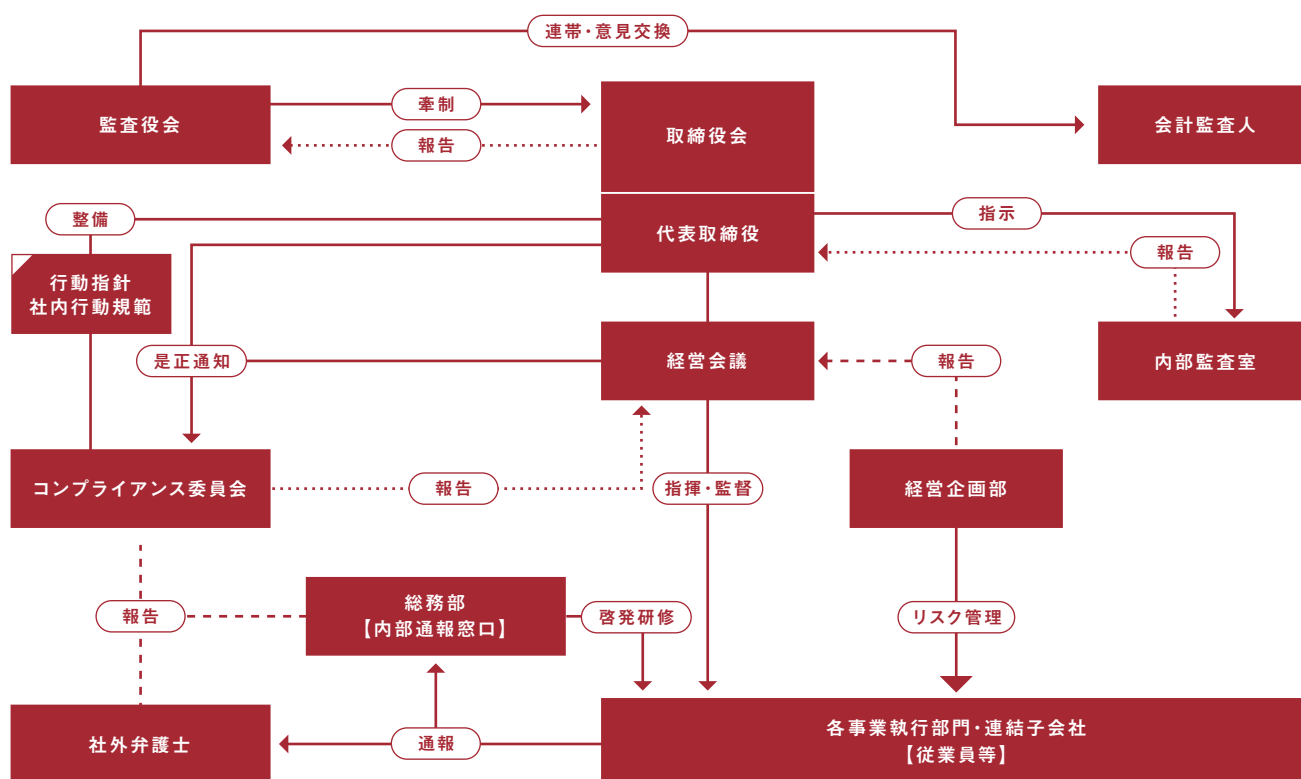 連帯・意見交換
監査役会
牽制
報告
取締役会
会計監査人
整備
代表取締役
指示
報告
行動指針
社内行動規範
是正通知
経営会議
報告
内部監査室
コンプライアンス委員会
報告
指揮・監督
経営企画部
報告
総務部
【内部通報窓口】
啓発研修
リスク管理
社外弁護士
通報
各事業執行部門・連結子会社
【従業員等】